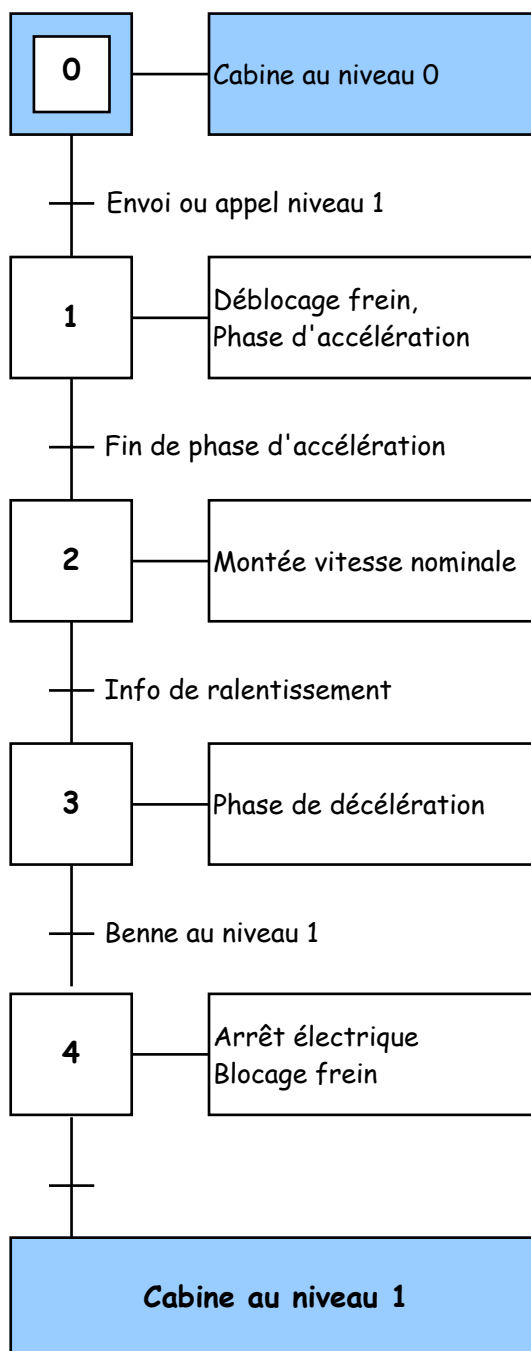 0
Cabine au niveau 0
Envoi ou appel niveau 1
1
Déblocage frein,
Phase d'accélération
Fin de phase d'accélération
2
Montée vitesse nominale
Info de ralentissement
3
Phase de décélération
Benne au niveau 1
4
Arrêt électrique
Blocage frein
Cabine au niveau 1